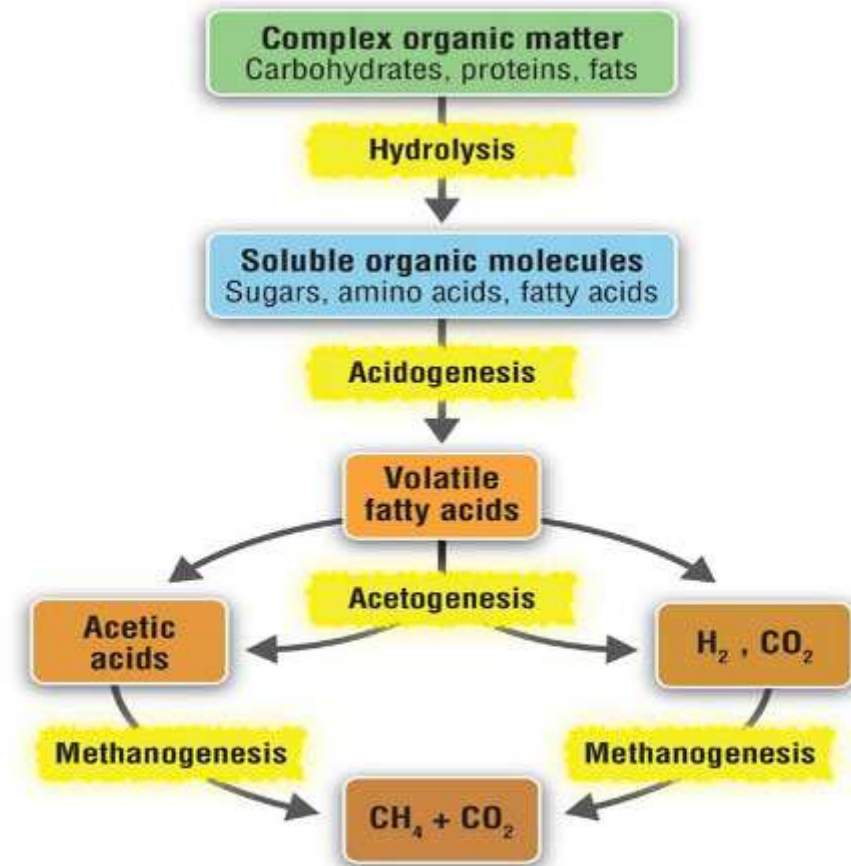 Complex organic matter
Carbohydrates, proteins, fats
Hydrolysis
Soluble organic molecules
Sugars, amino acids, fatty acids
Acidogenesis
Volatile
fatty acids
Acetogenesis
Acetic
acids
H₂ , CO₂
Methanogenesis
Methanogenesis
CH₄ + CO₂